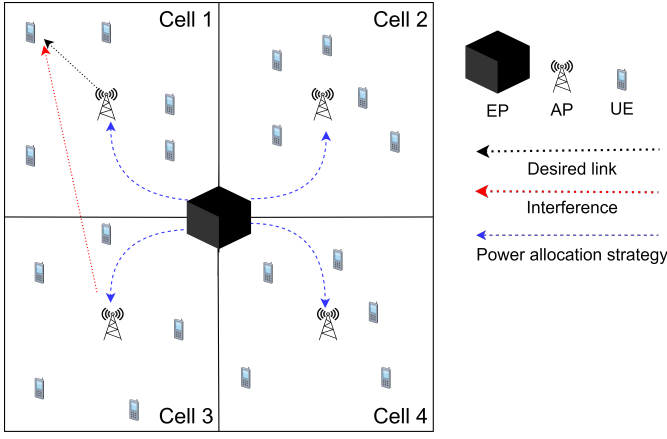 Cell 1
Cell 2
EP
AP
UE
Desired link
Interference
Power allocation strategy
Cell 3
Cell 4